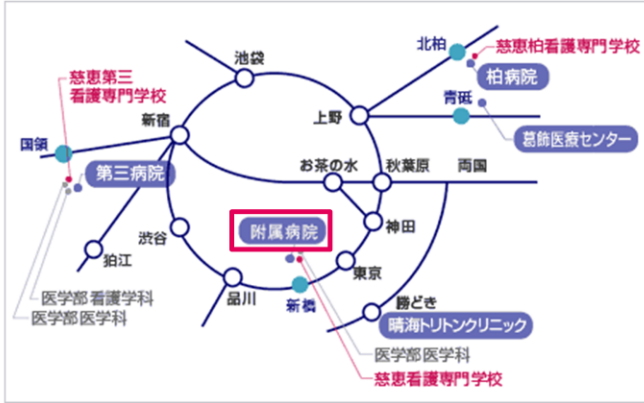 池袋
北柏
慈恵柏看護専門学校
柏病院
慈恵第三
看護専門学校
青砥
上野
新宿
葛飾医療センター
国領
お茶の水
秋葉原
両国
第三病院
神田
渋谷
附属病院
狛江
東京
品川
新橋
勝どき
医学部看護学科
医学部医学科
晴海トリトンクリニック
医学部医学科
慈恵看護専門学校